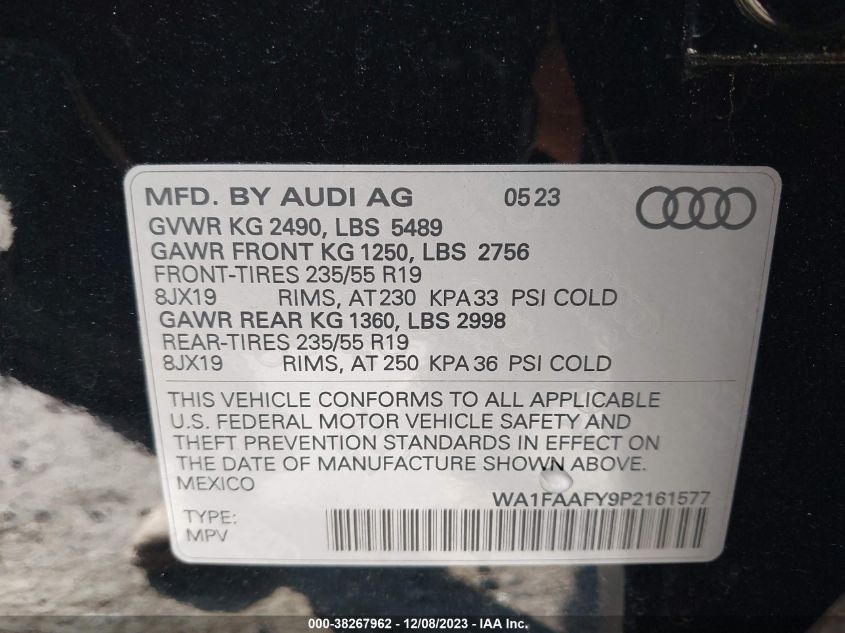 MFD. BY AUDI AG 05 23
GVWR KG 2490, LBS 5489
GAWR FRONT KG 1250, LBS 2756
FRONT-TIRES 235/55 R19
8JX19 RIMS, AT 230 KPA 33 PSI COLD
GAWR REAR KG 1360, LBS 2998
REAR-TIRES 235/55 R19
8JX19 RIMS, AT 250 KPA 36 PSI COLD
THIS VEHICLE CONFORMS TO ALL APPLICABLE
U.S. FEDERAL MOTOR VEHICLE SAFETY AND
THEFT PREVENTION STANDARDS IN EFFECT ON
THE DATE OF MANUFACTURE SHOWN ABOVE.
MEXICO
WA1FAAFY9P2161577
TYPE:
MPV
000-38267962 - 12/08/2023 - IAA Inc.